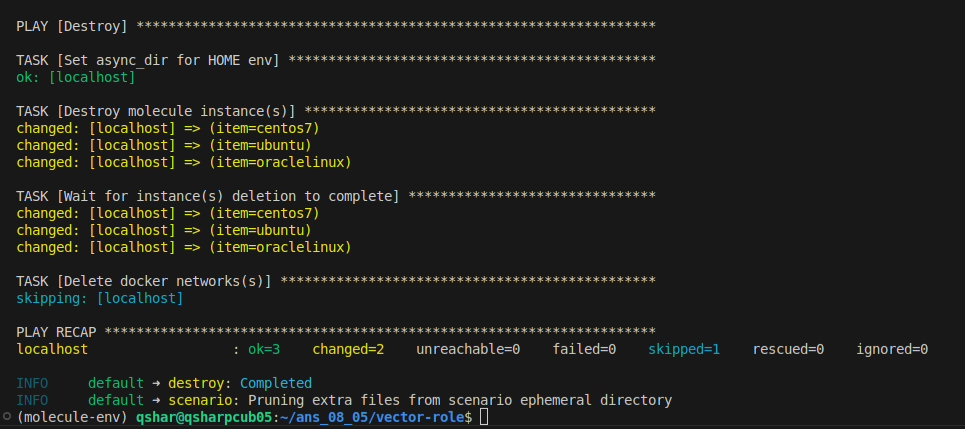 PLAY [Destroy] *****************************************************************

TASK [Set async_dir for HOME env] **********************************************
ok: [localhost]

TASK [Destroy molecule instance(s)] ********************************************
changed: [localhost] => (item=centos7)
changed: [localhost] => (item=ubuntu)
changed: [localhost] => (item=oraclelinux)

TASK [Wait for instance(s) deletion to complete] *******************************
changed: [localhost] => (item=centos7)
changed: [localhost] => (item=ubuntu)
changed: [localhost] => (item=oraclelinux)

TASK [Delete docker networks(s)] ***********************************************
skipping: [localhost]

PLAY RECAP *********************************************************************
localhost                  : ok=3    changed=2    unreachable=0    failed=0    skipped=1    rescued=0    ignored=0

INFO     default ➜ destroy: Completed
INFO     default ➜ scenario: Pruning extra files from scenario ephemeral directory
(molecule-env) qshar@qsharpcub05:~/ans_08_05/vector-role$